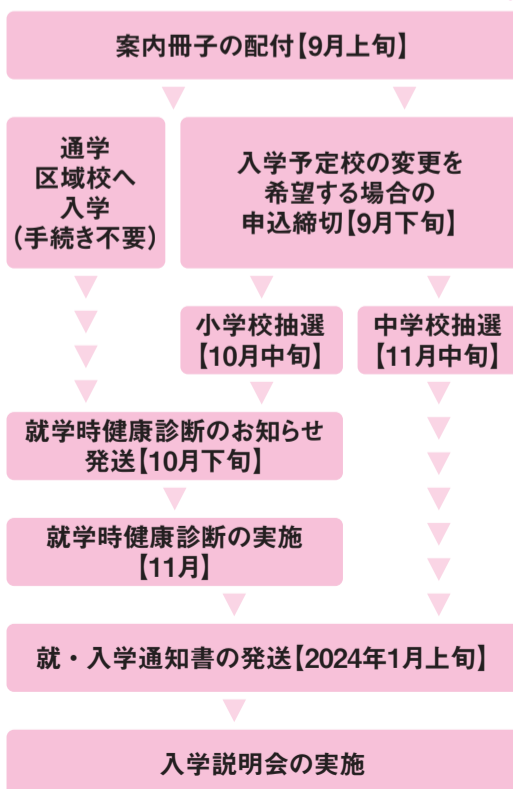 案内冊子の配付【9月上旬】
通学
区域校へ
入学
(手続き不要)
入学予定校の変更を
希望する場合の
申込締切【9月下旬】
小学校抽選
【10月中旬】
中学校抽選
【11月中旬】
就学時健康診断のお知らせ
発送【10月下旬】
就学時健康診断の実施
【11月】
就・入学通知書の発送【2024年1月上旬】
入学説明会の実施